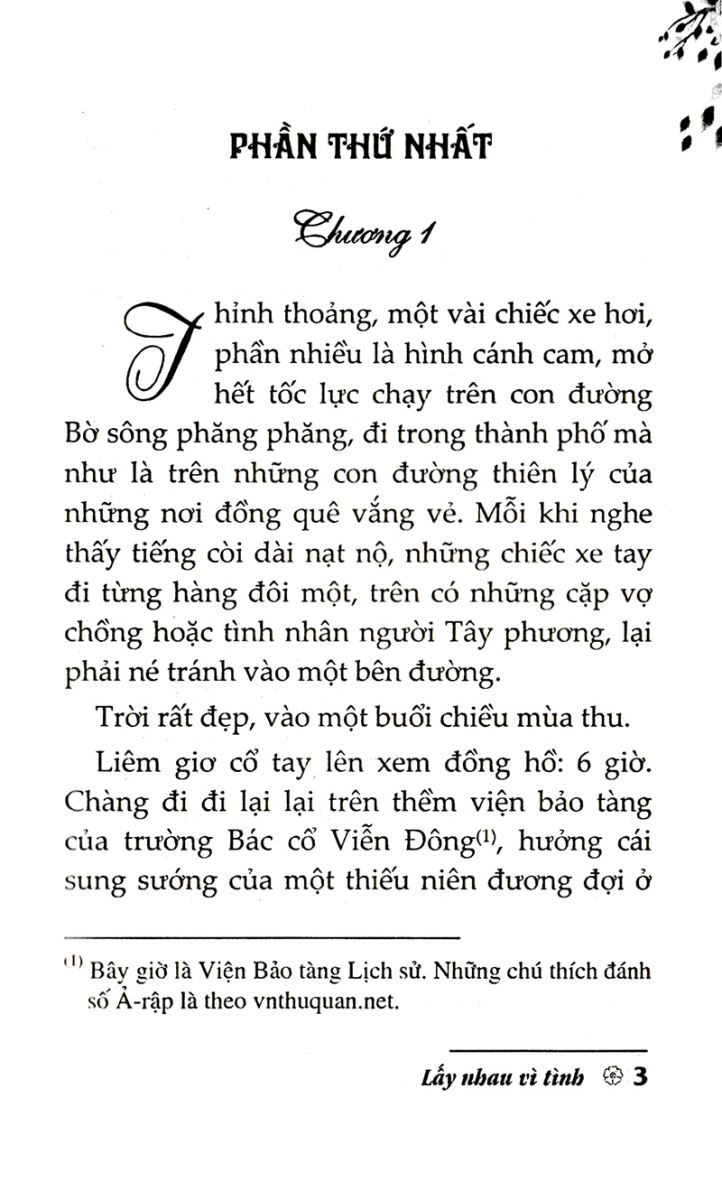 PHẦN THỨ NHẤT
Chương 1
Thỉnh thoảng, một vài chiếc xe hơi,
phần nhiều là hình cánh cam, mở
hết tốc lực chạy trên con đường
Bờ sông phăng phăng, đi trong thành phố mà
như là trên những con đường thiên lý của
những nơi đồng quê vắng vẻ. Mỗi khi nghe
thấy tiếng còi dài nạt nộ, những chiếc xe tay
đi từng hàng đôi một, trên có những cặp vợ
chồng hoặc tình nhân người Tây phương, lại
phải né tránh vào một bên đường.
Trời rất đẹp, vào một buổi chiều mùa thu.
Liêm giơ cổ tay lên xem đồng hồ: 6 giờ.
Chàng đi đi lại lại trên thềm viện bảo tàng
của trường Bác cổ Viễn Đông(1), hưởng cái
sung sướng của một thiếu niên đương đợi ở
(1) Bây giờ là Viện Bảo tàng Lịch sử. Những chú thích đánh
số Ả-rập là theo vnthuquan.net.
Lấy nhau vì tình 3